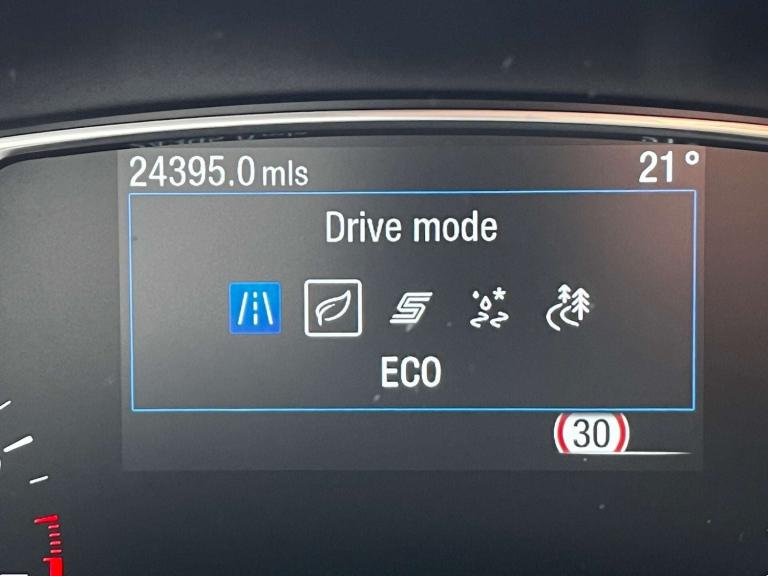 24395.0 mls 21°
Drive mode
ECO
30